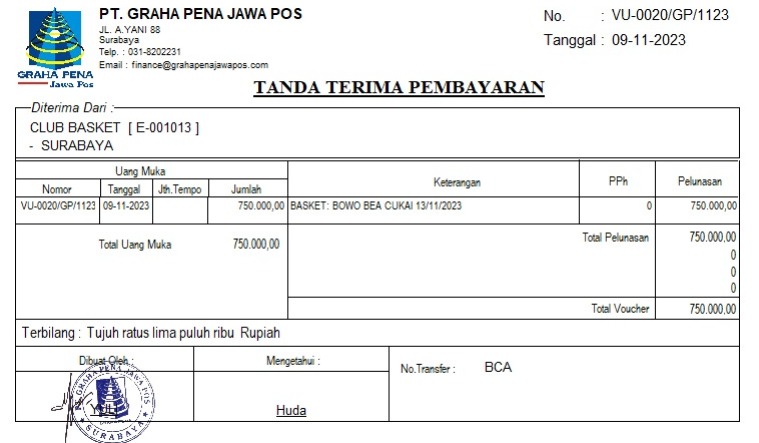 PT. GRAHA PENA JAWA POS
JL. A.YANI 88
Surabaya
Telp. : 031-8202231
Email : finance@grahapenajawapos.com
GRAHA PENA
Jawa Pos
No. : VU-0020/GP/1123
Tanggal : 09-11-2023
TANDA TERIMA PEMBAYARAN
Diterima Dari :
CLUB BASKET [ E-001013 ]
- SURABAYA
Uang Muka Keterangan PPh Pelunasan
Nomor Tanggal Jth.Tempo Jumlah
VU-0020/GP/1123 09-11-2023 750.000,00 BASKET: BOWO BEA CUKAI 13/11/2023 0 750.000,00
Total Uang Muka 750.000,00 Total Pelunasan 750.000,00
0
0
0
Total Voucher 750.000,00
Terbilang : Tujuh ratus lima puluh ribu Rupiah
Dibuat Oleh : Mengetahui : No.Transfer : BCA
GRAHA PENA JAWA POS
SURABAYA
Huda